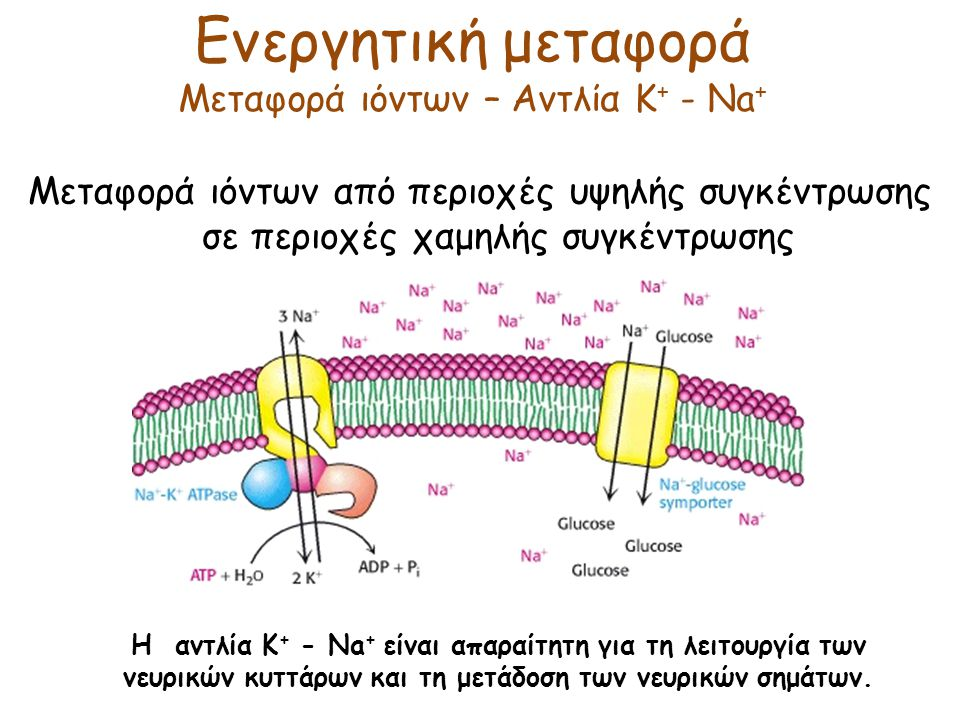 Ενεργητική μεταφορά
Μεταφορά ιόντων – Αντλία K⁺ - Na⁺
Μεταφορά ιόντων από περιοχές υψηλής συγκέντρωσης
σε περιοχές χαμηλής συγκέντρωσης
Na⁺ Na⁺ Na⁺ Na⁺ Na⁺
Na⁺ Na⁺ Na⁺ Na⁺
3 Na⁺ Na⁺ Na⁺ Na⁺ Na⁺ Na⁺ Glucose
Na⁺ Na⁺ Na⁺ Na⁺ Na⁺
Na⁺
Na⁺-K⁺ ATPase
Na⁺
Na⁺-glucose
symporter
Na⁺
Glucose
Glucose
Na⁺
Glucose
ATP + H₂O
2 K⁺
ADP + Pᵢ
Η αντλία K⁺ - Na⁺ είναι απαραίτητη για τη λειτουργία των
νευρικών κυττάρων και τη μετάδοση των νευρικών σημάτων.